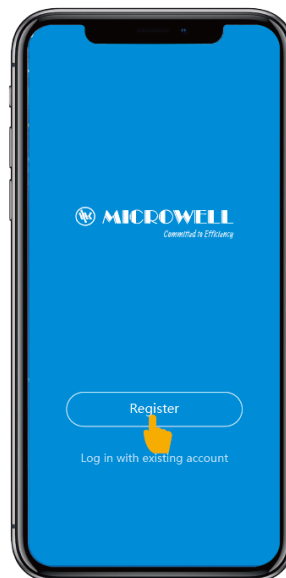 MICROWELL
Committed to Efficiency
Register
Log in with existing account